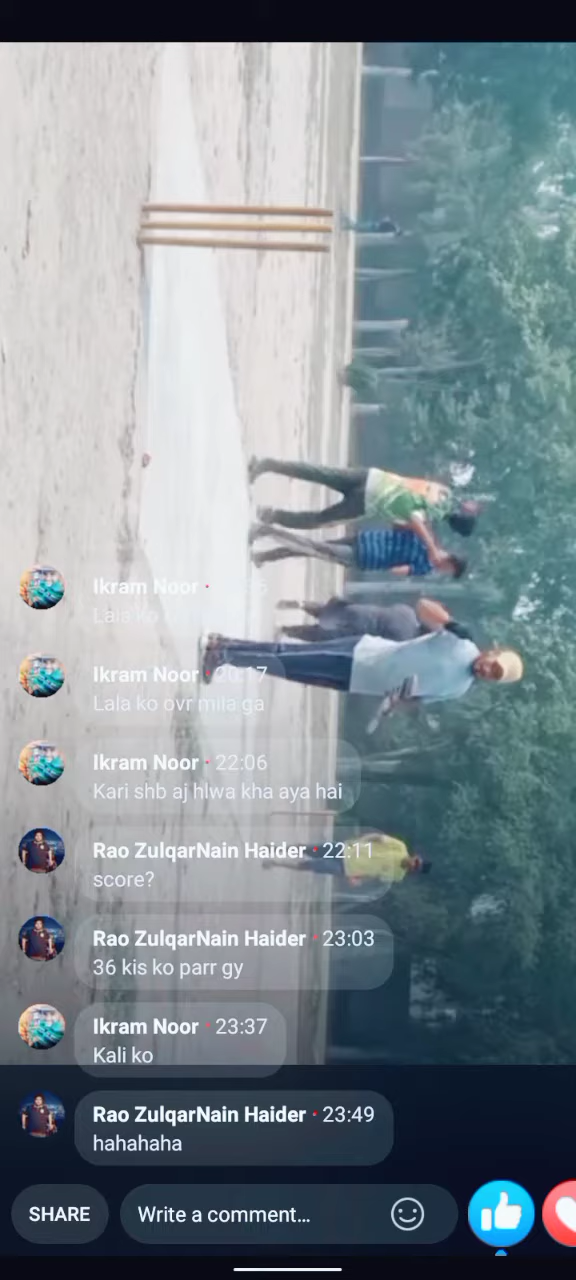 Ikram Noor ·
Lala ko
Ikram Noor · 20:17
Lala ko ovr mila ga
Ikram Noor · 22:06
Kari shb aj hlwa kha aya hai
Rao ZulqarNain Haider · 22:11
score?
Rao ZulqarNain Haider · 23:03
36 kis ko parr gy
Ikram Noor · 23:37
Kali ko
Rao ZulqarNain Haider · 23:49
hahahaha
SHARE
Write a comment...